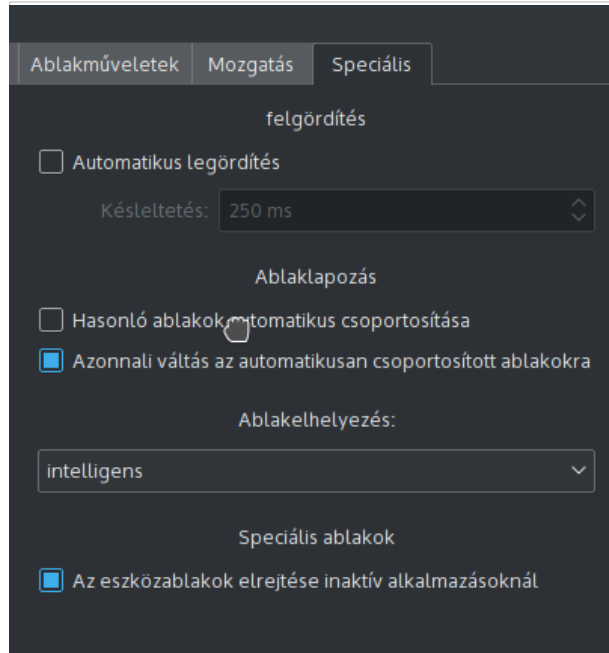 Ablakműveletek Mozgatás Speciális
felgördítés
Automatikus legördítés
Késleltetés: 250 ms
Ablaklapozás
Hasonló ablakok automatikus csoportosítása
Azonnali váltás az automatikusan csoportosított ablakokra
Ablakelhelyezés:
intelligens
Speciális ablakok
Az eszközablakok elrejtése inaktív alkalmazásoknál